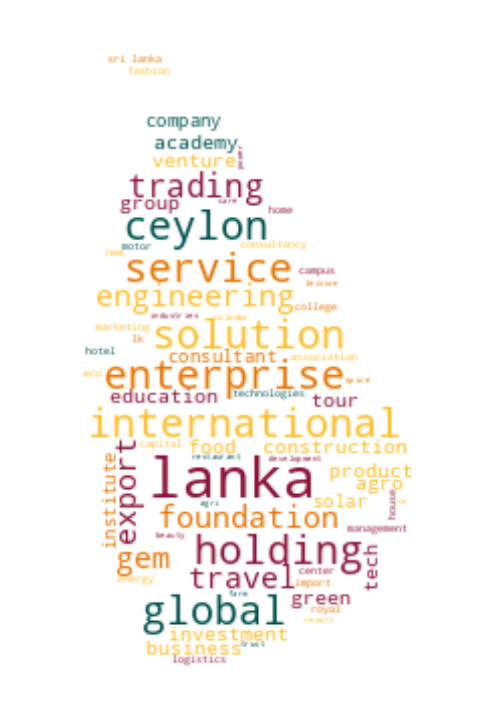 sri lanka
fashion
company
academy
venture
trading
care
group
home
ceylon
motor
consultancy
new
service
campus
leisure
engineering
college
industries
marketing
solution
lk
hotel
consultant
association
eco
enterprise
spice
education
technologies
tour
international
capital
food
construction
restaurant
development
lanka
product
agro
institute
export
agri
solar
house
foundation
management
beauty
holding
gem
tech
travel
center
energy
import
farm
green
global
royal
resort
investment
business
trust
logistics